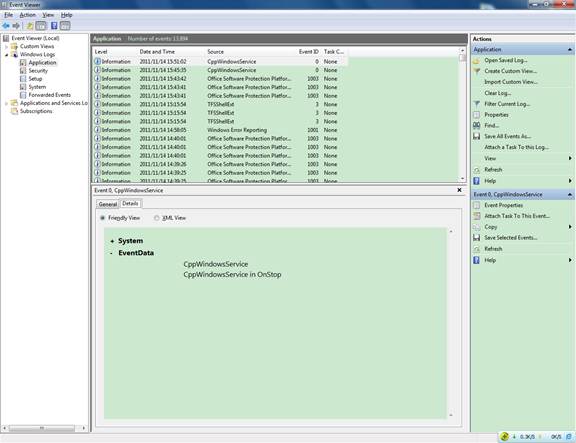 Event Viewer
File Action View Help
Event Viewer (Local)
Custom Views
Windows Logs
Application
Security
Setup
System
Forwarded Events
Applications and Services Lo
Subscriptions
Application Number of events: 13,894
Level Date and Time Source Event ID Task C...
Information 2011/11/14 15:51:02 CppWindowsService 0 None
Information 2011/11/14 15:45:35 CppWindowsService 0 None
Information 2011/11/14 15:43:42 Office Software Protection Platfor... 1003 None
Information 2011/11/14 15:43:41 Office Software Protection Platfor... 1003 None
Information 2011/11/14 15:15:54 TFSShellExt 3 None
Information 2011/11/14 15:15:54 TFSShellExt 3 None
Information 2011/11/14 15:15:54 TFSShellExt 3 None
Information 2011/11/14 14:58:05 Windows Error Reporting 1001 None
Information 2011/11/14 14:40:01 Office Software Protection Platfor... 1003 None
Information 2011/11/14 14:40:01 Office Software Protection Platfor... 1003 None
Information 2011/11/14 14:39:26 Office Software Protection Platfor... 1003 None
Information 2011/11/14 14:39:25 Office Software Protection Platfor... 1003 None
Event 0, CppWindowsService
General Details
Friendly View XML View
+ System
- EventData
CppWindowsService
CppWindowsService in OnStop
Actions
Application
Open Saved Log...
Create Custom View...
Import Custom View...
Clear Log...
Filter Current Log...
Properties
Find...
Save All Events As...
Attach a Task To this Log...
View
Refresh
Help
Event 0, CppWindowsService
Event Properties
Attach Task To This Event...
Copy
Save Selected Events...
Refresh
Help
0.3K/S 0K/S